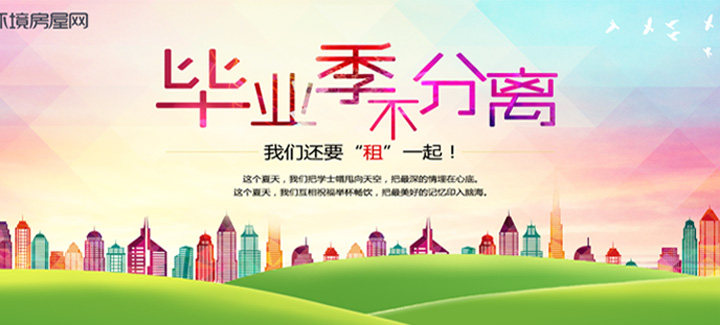 环境房屋网
毕业季不分离
我们还要“租”一起！
这个夏天，我们把学士帽甩向天空，把最深的情埋在心底。
这个夏天，我们互相祝福举杯畅饮，把最美好的记忆印入脑海。